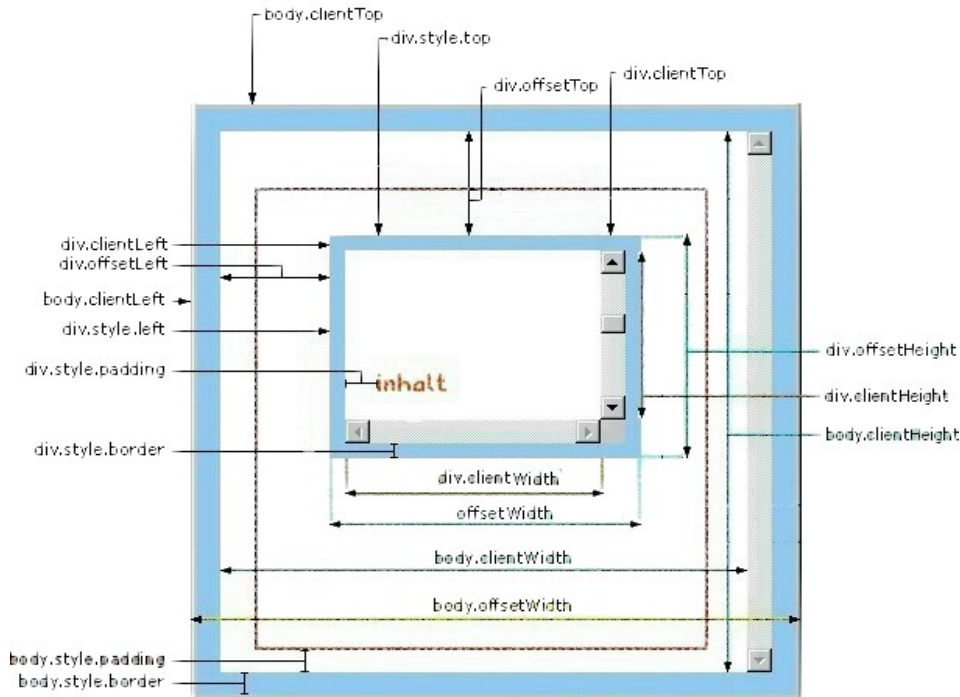 body.clientTop
div.style.top
div.clientTop
div.offsetTop
div.clientLeft
div.offsetLeft
body.clientLeft
div.style.left
div.offsetHeight
div.style.padding
inhalt
div.clientHeight
body.clientHeight
div.style.border
div.clientWidth
offsetWidth
body.clientWidth
body.offsetWidth
body.style.padding
body.style.border